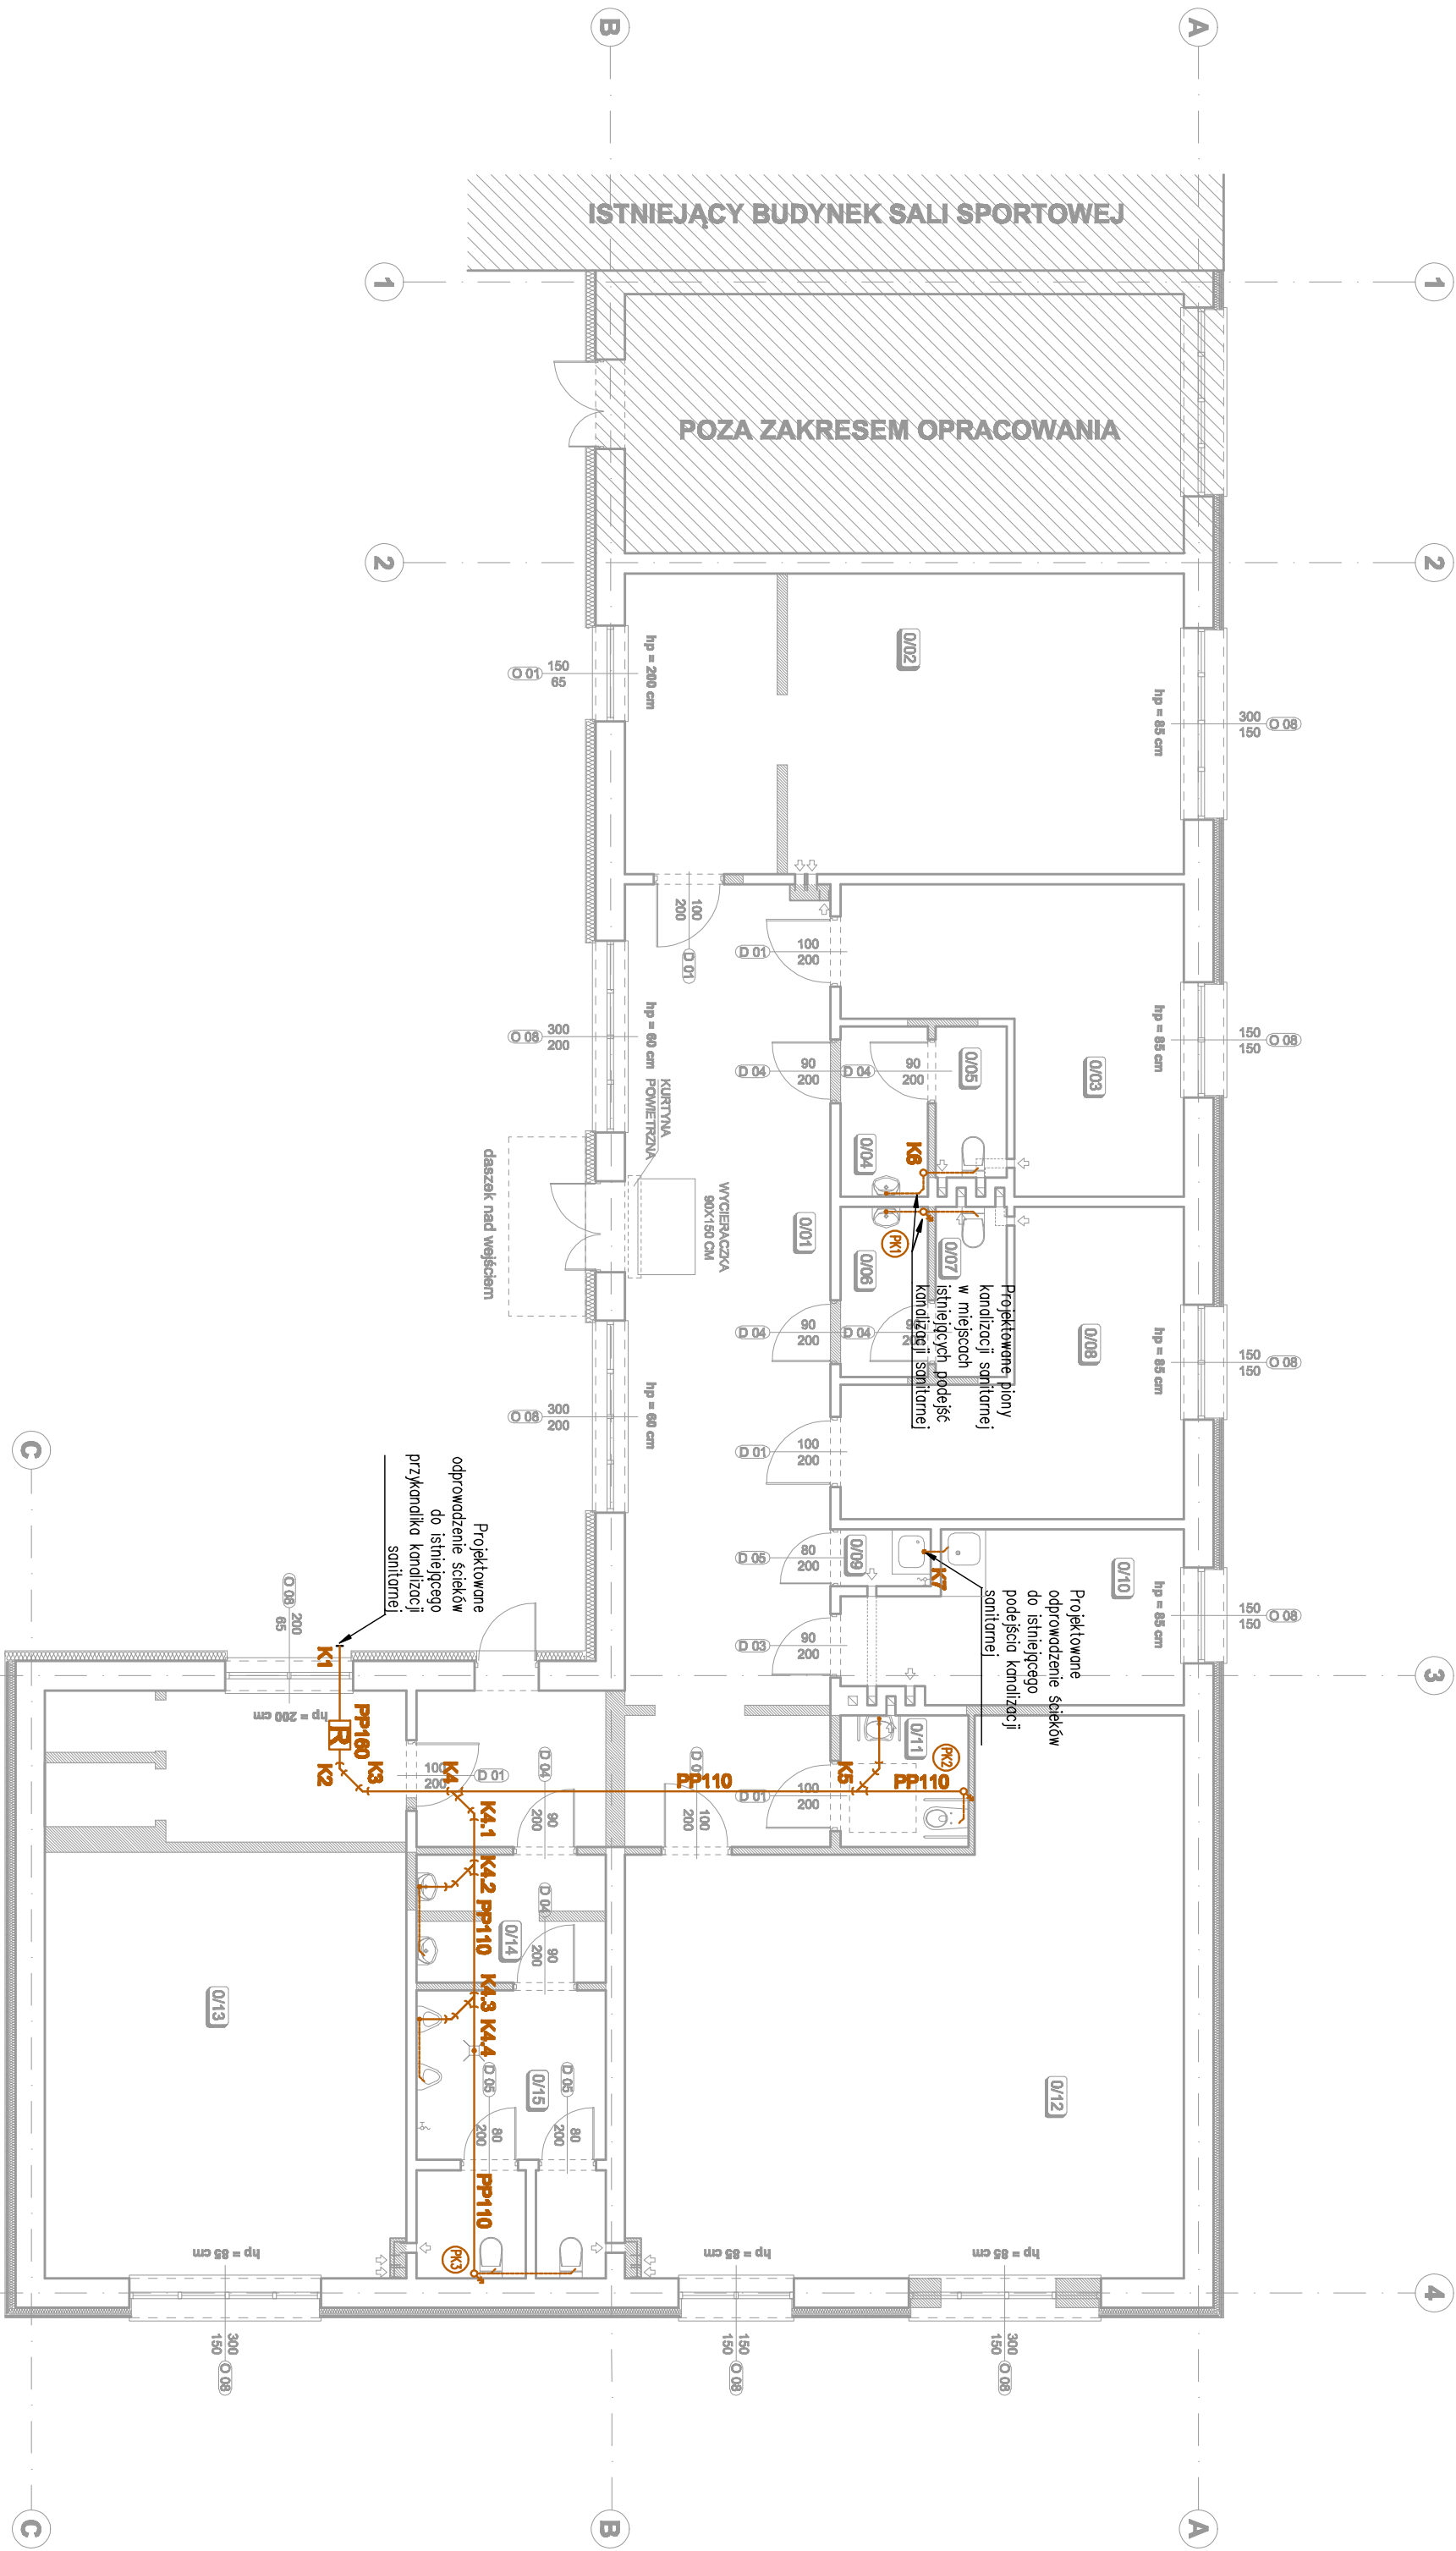 B
A
ISTNIEJĄCY BUDYNEK SALI SPORTOWEJ
1
1
POZA ZAKRESEM OPRACOWANIA
2
2
0/02
hp = 200 cm
O 01
150
65
hp = 85 cm
300
150
O 08
100
200
D 01
D 01
100
200
O 08
300
200
hp = 60 cm
KURTYNA
POWIETRZNA
hp = 85 cm
150
150
O 08
0/03
D 04
90
200
D 04
90
200
0/05
0/04
K6
daszek nad wejściem
WYCIERACZKA
90X150 CM
0/01
PK1
0/06
0/07
Projektowane piony
kanalizacji sanitarnej
w miejscach
istniejących podejść
kanalizacji sanitarnej
D 04
90
200
D 04
90
200
0/08
hp = 85 cm
150
150
O 08
O 08
300
200
hp = 60 cm
D 01
100
200
C
Projektowane
odprowadzenie ścieków
do istniejącego
przykanalika kanalizacji
sanitarnej
D 05
80
200
0/09
K7
0/10
hp = 85 cm
150
150
O 08
Projektowane
odprowadzenie ścieków
do istniejącego
podejścia kanalizacji
sanitarnej
D 03
90
200
O 08
200
65
3
K1
hp = 200 cm
PP160
R
K2
K3
K4
100
200
D 01
D 04
90
200
D 01
100
200
PP110
D 01
100
200
K5
PP110
0/11
PK2
K4.1
K4.2
PP110
D 04
90
200
0/14
K4.3
K4.4
0/13
D 05
80
200
0/15
D 05
80
200
0/12
PP110
PK3
hp = 85 cm
hp = 85 cm
hp = 85 cm
4
300
150
O 08
150
150
O 08
300
150
O 08
C
B
A